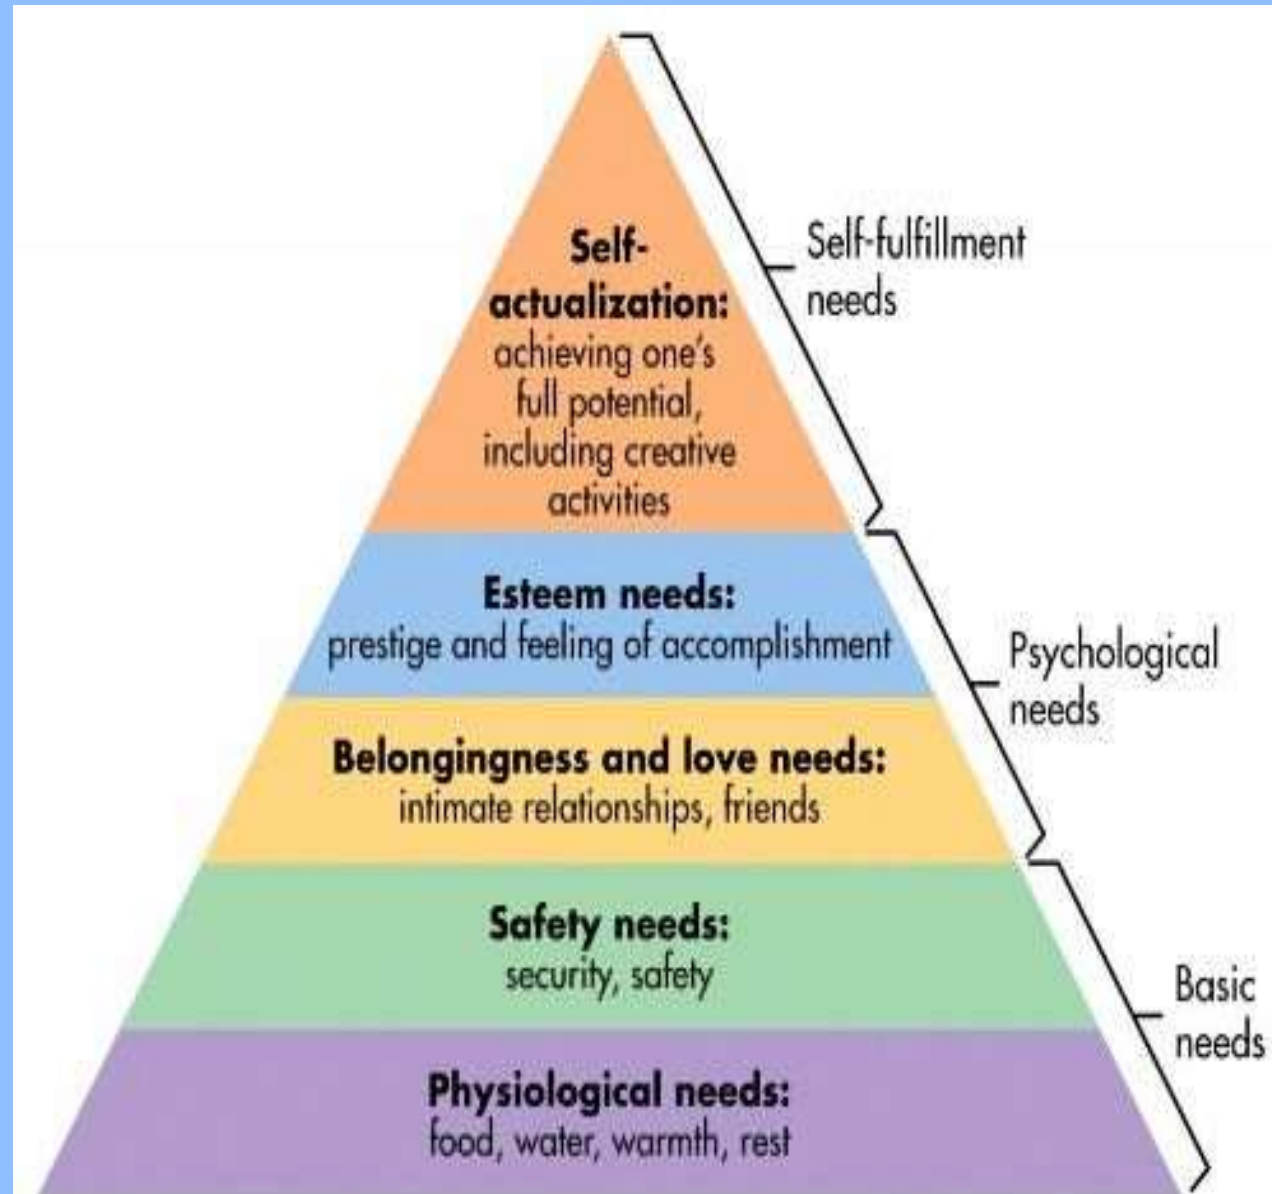 Self-
actualization:
achieving one's
full potential,
including creative
activities
Self-fulfillment
needs
Esteem needs:
prestige and feeling of accomplishment
Psychological
needs
Belongingness and love needs:
intimate relationships, friends
Safety needs:
security, safety
Basic
needs
Physiological needs:
food, water, warmth, rest